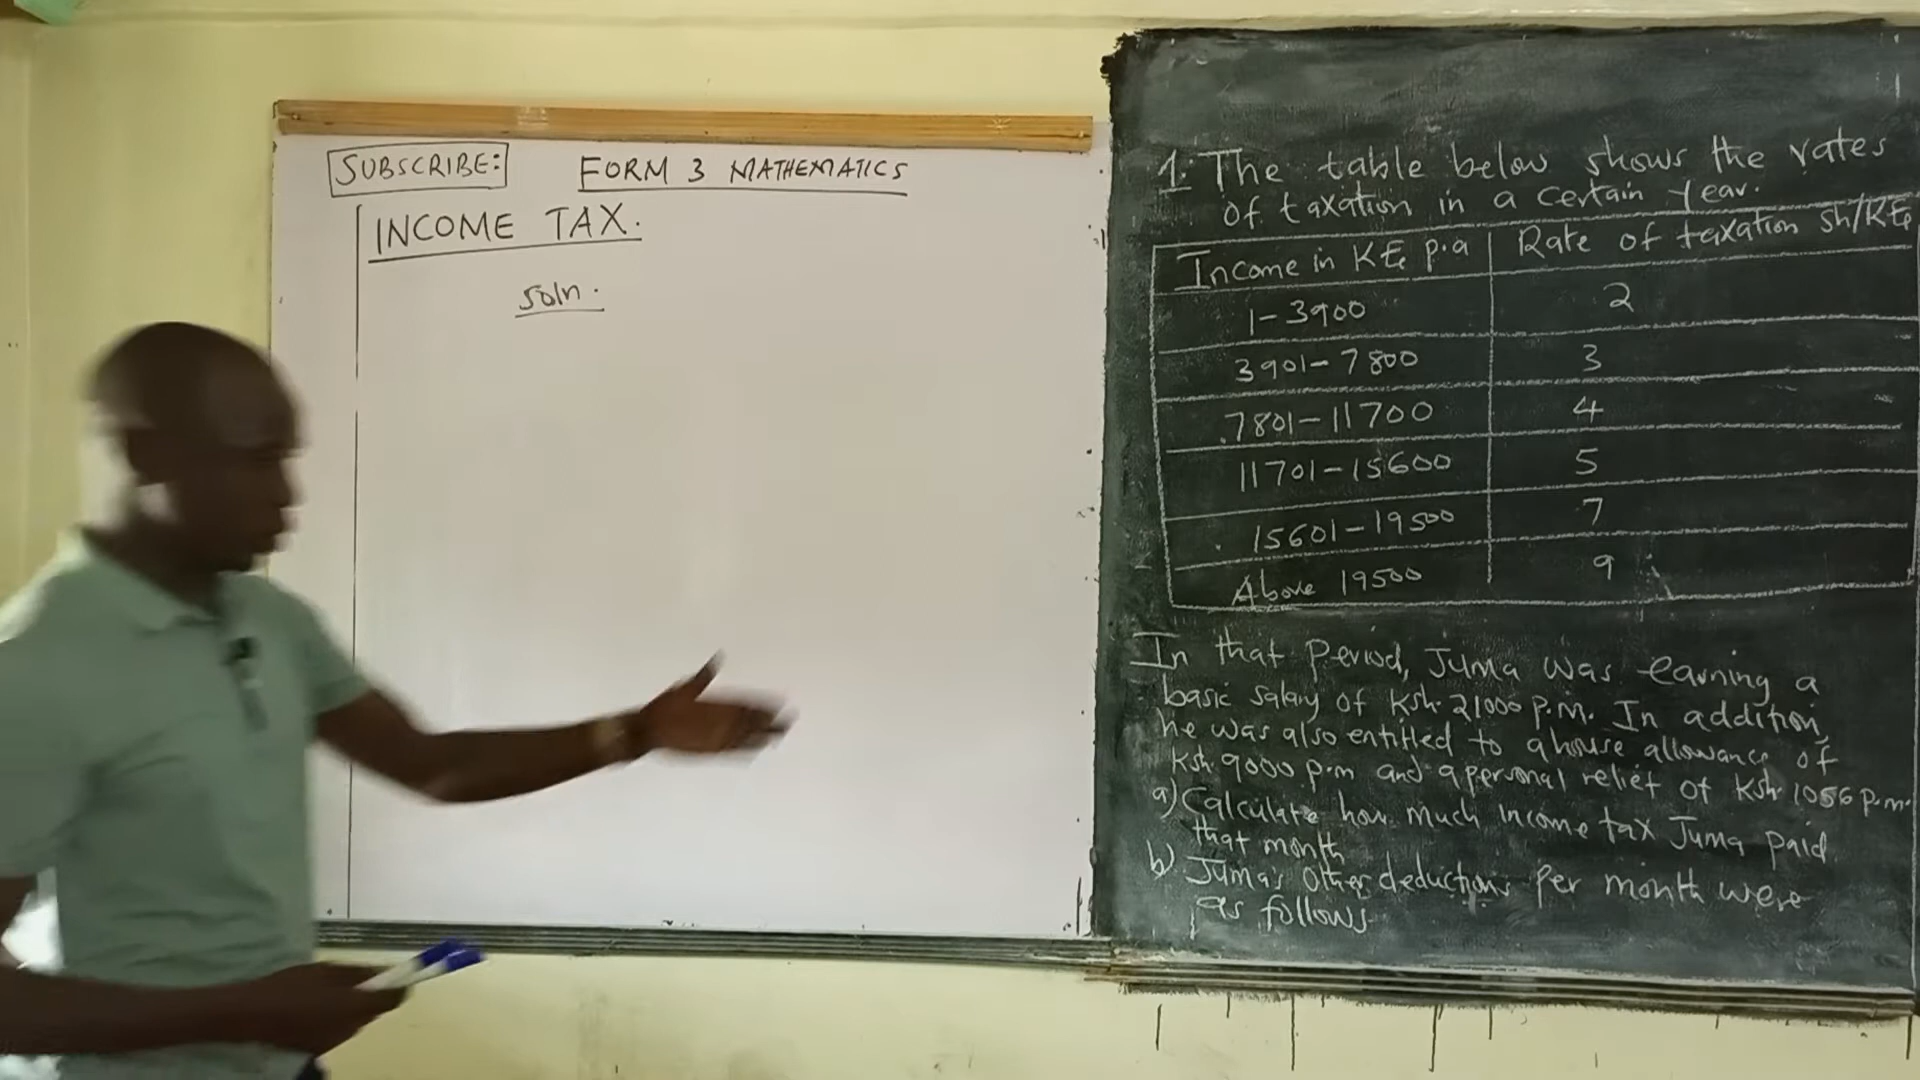 SUBSCRIBE: FORM 3 MATHEMATICS
INCOME TAX.
soln.
1. The table below shows the rates
of taxation in a certain year.
Income in K£ p.a Rate of taxation sh/K£
1-3900 2
3901-7800 3
7801-11700 4
11701-15600 5
15601-19500 7
Above 19500 9
In that period, Juma was earning a
basic salary of Ksh. 21000 P.M. In addition,
he was also entitled to a house allowance of
Ksh. 9000 p.m and a personal relief of Ksh 1056 p.m.
a) Calculate how much income tax Juma paid
that month
b) Juma's other deductions per month were
as follows